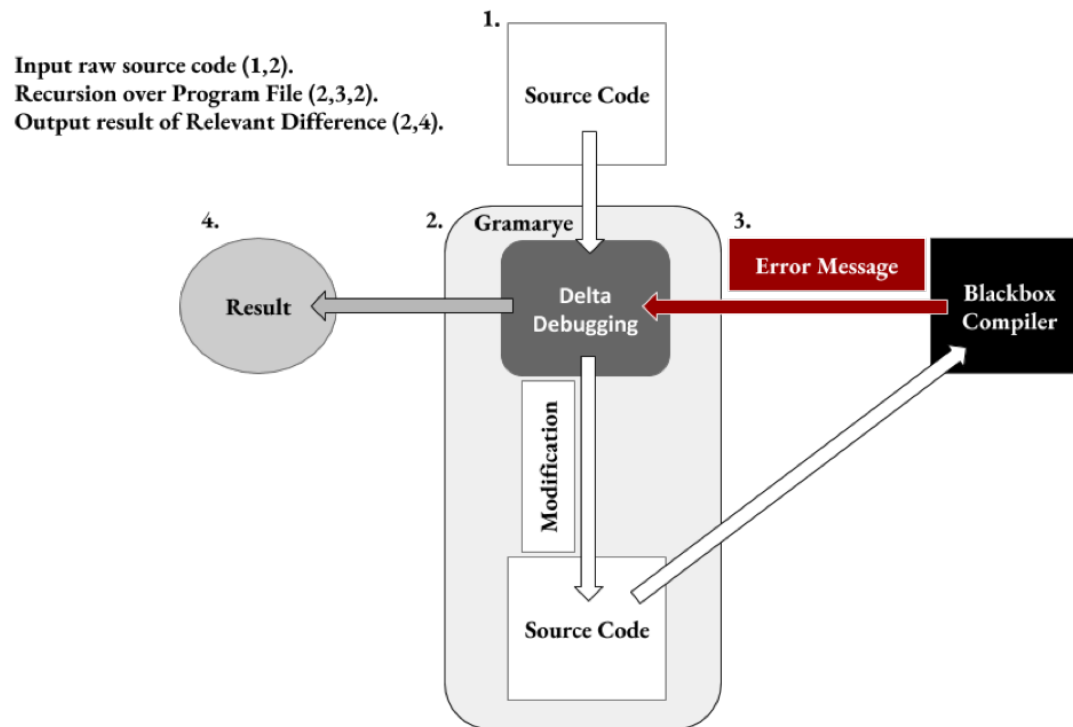 1.
Input raw source code (1,2).
Recursion over Program File (2,3,2).
Output result of Relevant Difference (2,4).
Source Code
4.
2.
Gramarye
3.
Error Message
Result
Delta
Debugging
Blackbox
Compiler
Modification
Source Code